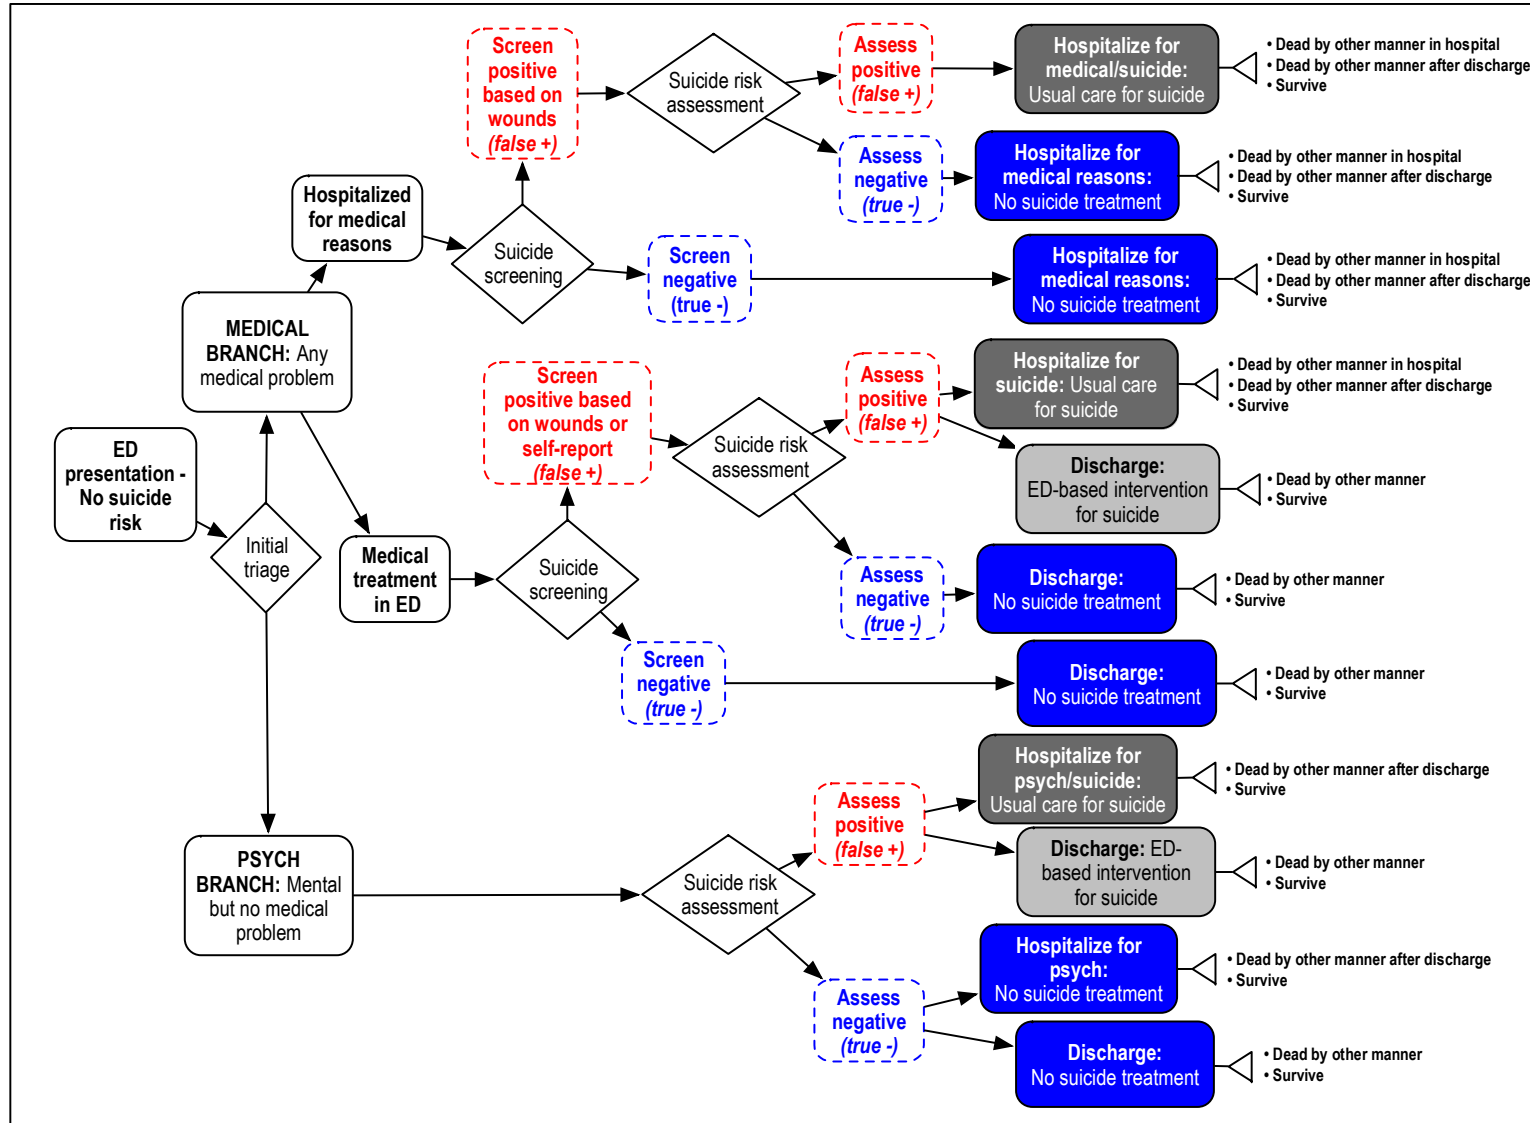 Screen
positive
based on
wounds
(false +)
Suicide risk
assessment
Assess
positive
(false +)
Hospitalize for
medical/suicide:
Usual care for suicide
• Dead by other manner in hospital
• Dead by other manner after discharge
• Survive
Assess
negative
(true -)
Hospitalize for
medical reasons:
No suicide treatment
• Dead by other manner in hospital
• Dead by other manner after discharge
• Survive
Hospitalized
for medical
reasons
Suicide
screening
Screen
negative
(true -)
Hospitalize for
medical reasons:
No suicide treatment
• Dead by other manner in hospital
• Dead by other manner after discharge
• Survive
MEDICAL
BRANCH: Any
medical problem
Screen
positive based
on wounds or
self-report
(false +)
Suicide risk
assessment
Assess
positive
(false +)
Hospitalize for
suicide: Usual care
for suicide
• Dead by other manner in hospital
• Dead by other manner after discharge
• Survive
Discharge:
ED-based intervention
for suicide
• Dead by other manner
• Survive
ED
presentation -
No suicide
risk
Initial
triage
Medical
treatment
in ED
Suicide
screening
Assess
negative
(true -)
Discharge:
No suicide treatment
• Dead by other manner
• Survive
Screen
negative
(true -)
Discharge:
No suicide treatment
• Dead by other manner
• Survive
PSYCH
BRANCH: Mental
but no medical
problem
Suicide risk
assessment
Assess
positive
(false +)
Hospitalize for
psych/suicide:
Usual care for suicide
• Dead by other manner after discharge
• Survive
Discharge: ED-
based intervention
for suicide
• Dead by other manner
• Survive
Assess
negative
(true -)
Hospitalize for
psych:
No suicide treatment
• Dead by other manner after discharge
• Survive
Discharge:
No suicide treatment
• Dead by other manner
• Survive